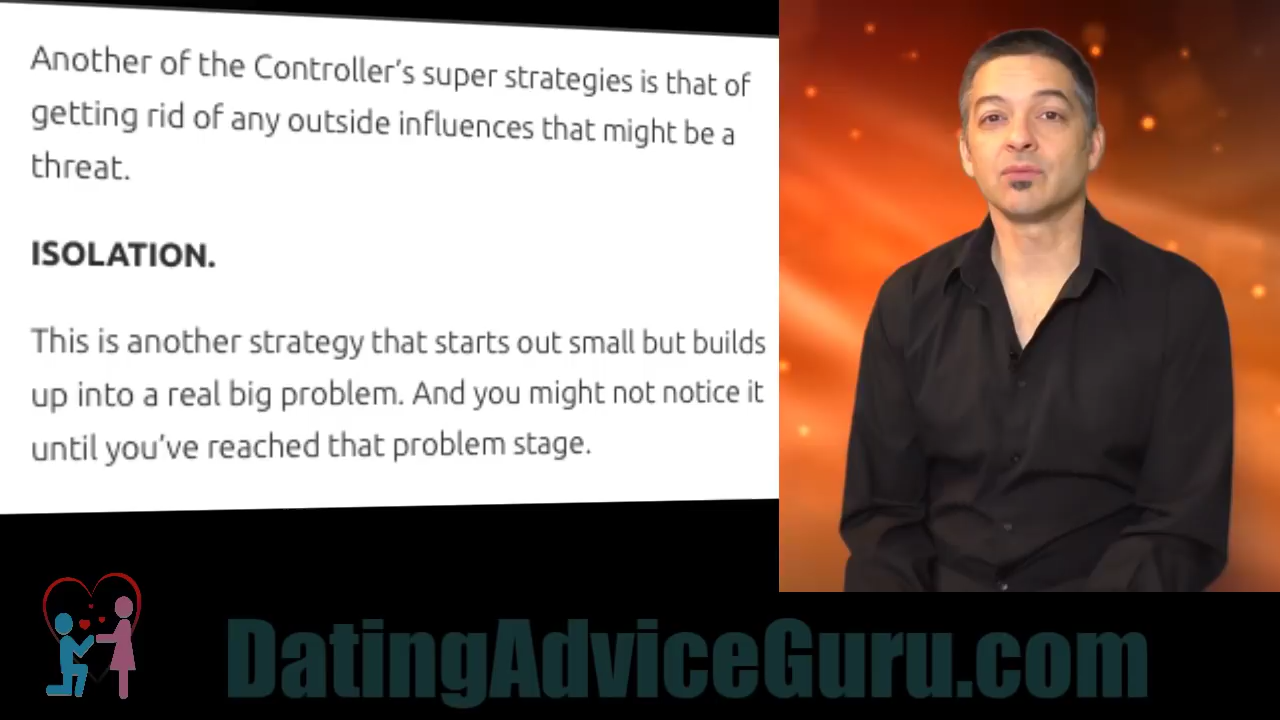 Another of the Controller's super strategies is that of
getting rid of any outside influences that might be a
threat.
ISOLATION.
This is another strategy that starts out small but builds
up into a real big problem. And you might not notice it
until you've reached that problem stage.
DatingAdviceGuru.com